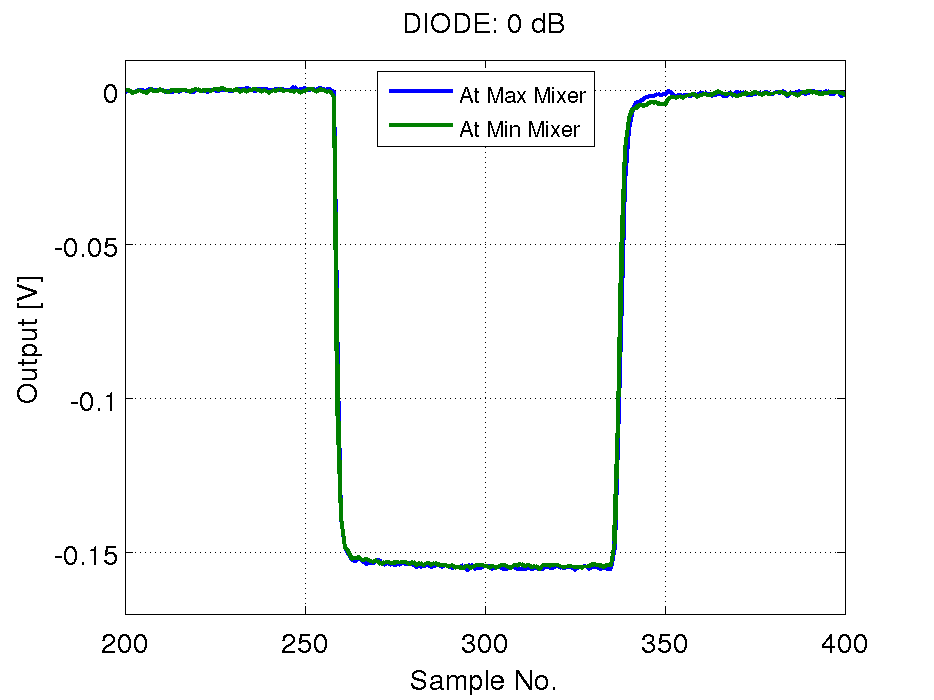 DIODE: 0 dB
At Max Mixer
At Min Mixer
0
-0.05
-0.1
-0.15
Output [V]
200 250 300 350 400
Sample No.